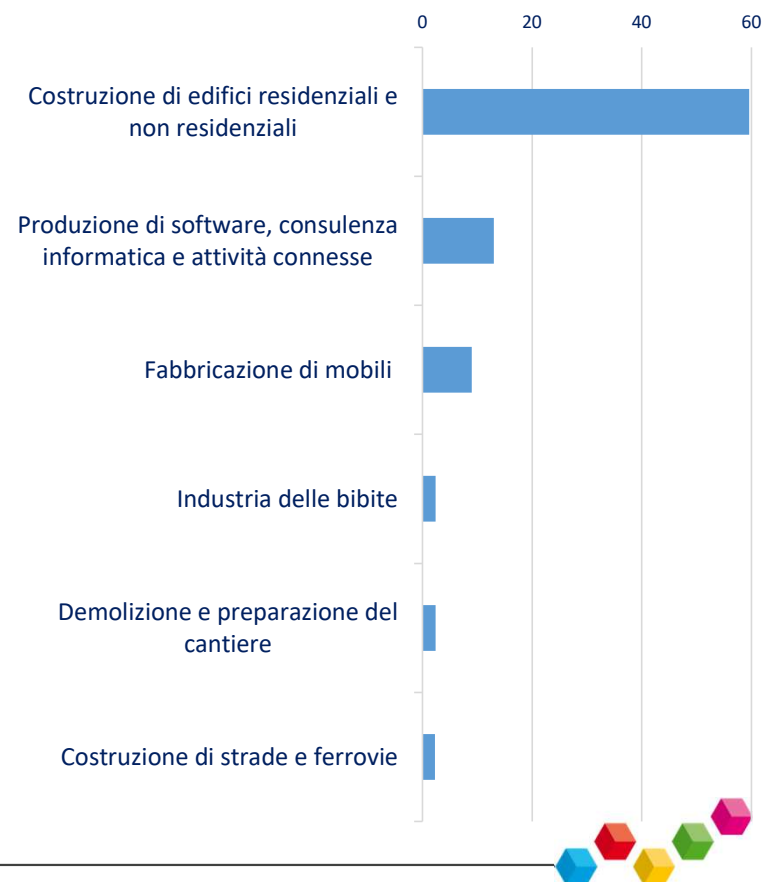 0 20 40 60
Costruzione di edifici residenziali e
non residenziali
Produzione di software, consulenza
informatica e attività connesse
Fabbricazione di mobili
Industria delle bibite
Demolizione e preparazione del
cantiere
Costruzione di strade e ferrovie